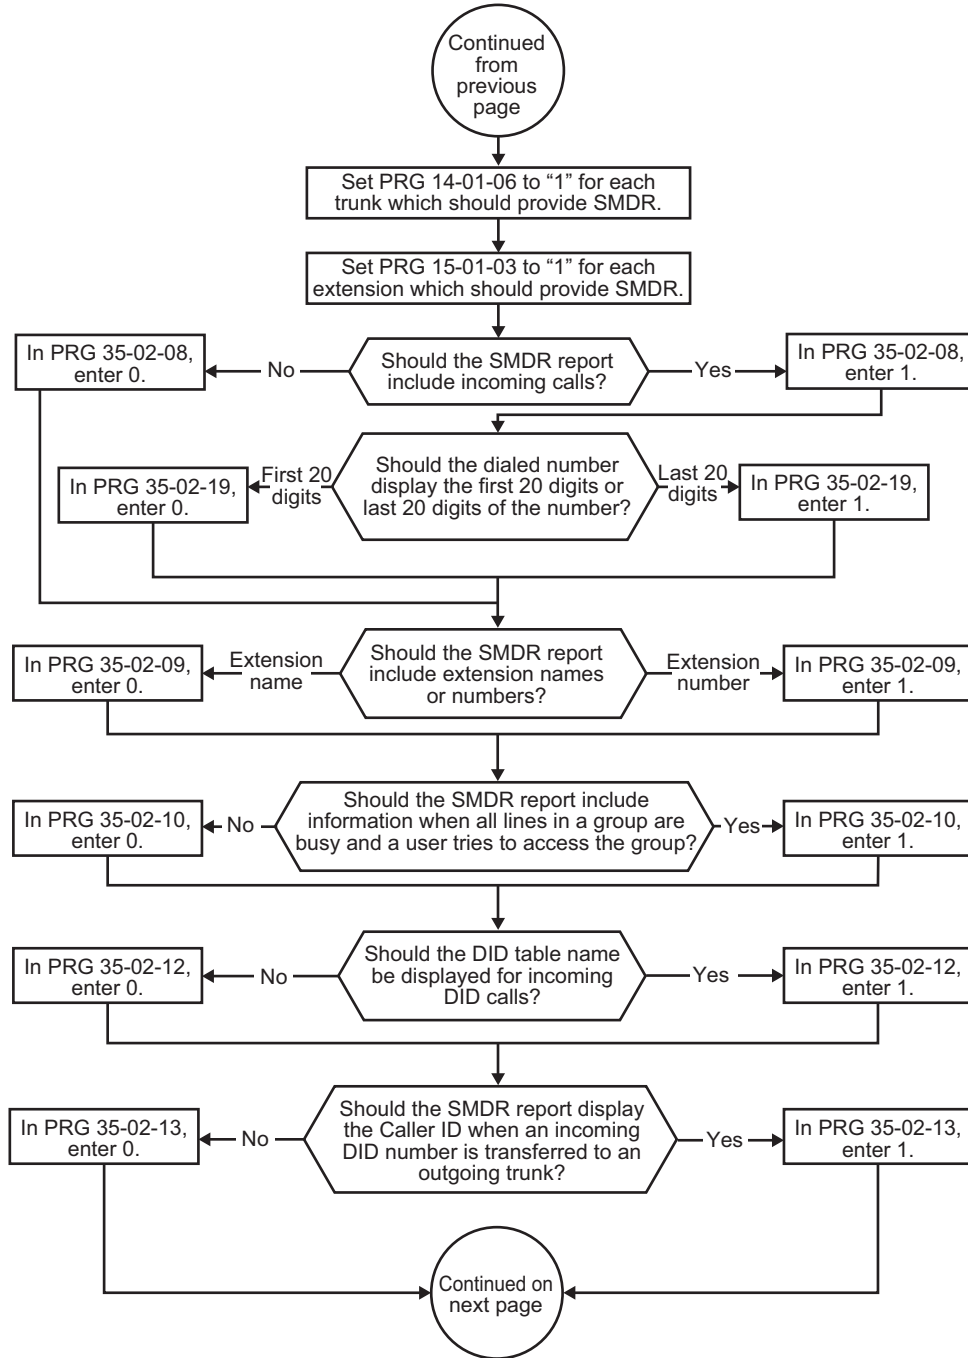 Continued
from
previous
page
Set PRG 14-01-06 to “1” for each
trunk which should provide SMDR.
Set PRG 15-01-03 to “1” for each
extension which should provide SMDR.
In PRG 35-02-08,
enter 0.
No
Should the SMDR report
include incoming calls?
Yes
In PRG 35-02-08,
enter 1.
In PRG 35-02-19,
enter 0.
First 20
digits
Should the dialed number
display the first 20 digits or
last 20 digits of the number?
Last 20
digits
In PRG 35-02-19,
enter 1.
In PRG 35-02-09,
enter 0.
Extension
name
Should the SMDR report
include extension names
or numbers?
Extension
number
In PRG 35-02-09,
enter 1.
In PRG 35-02-10,
enter 0.
No
Should the SMDR report include
information when all lines in a group are
busy and a user tries to access the group?
Yes
In PRG 35-02-10,
enter 1.
In PRG 35-02-12,
enter 0.
No
Should the DID table name
be displayed for incoming
DID calls?
Yes
In PRG 35-02-12,
enter 1.
In PRG 35-02-13,
enter 0.
No
Should the SMDR report display
the Caller ID when an incoming
DID number is transferred to an
outgoing trunk?
Yes
In PRG 35-02-13,
enter 1.
Continued on
next page